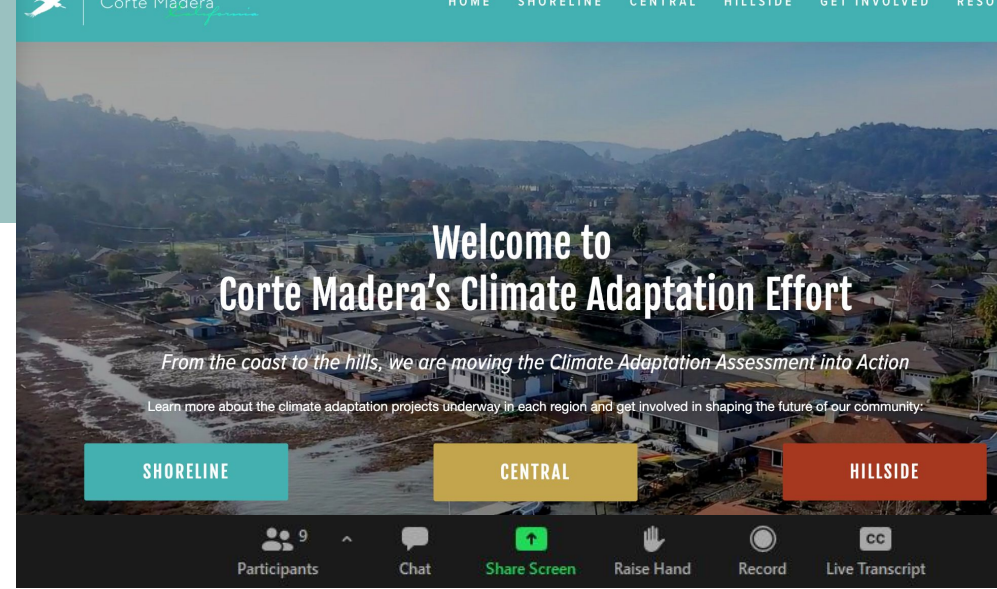 Corte Madera
California
HOME SHORELINE CENTRAL HILLSIDE GET INVOLVED RESO
Welcome to
Corte Madera's Climate Adaptation Effort
From the coast to the hills, we are moving the Climate Adaptation Assessment into Action
Learn more about the climate adaptation projects underway in each region and get involved in shaping the future of our community:
SHORELINE CENTRAL HILLSIDE
9
CC
Participants Chat Share Screen Raise Hand Record Live Transcript